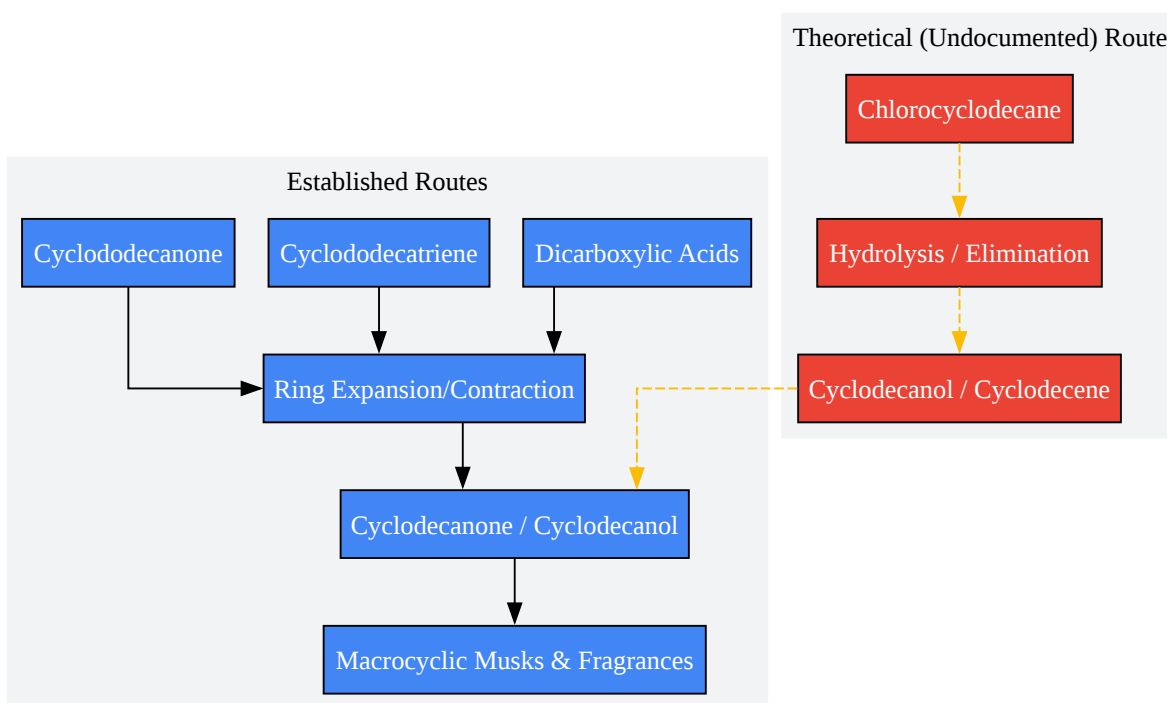 Theoretical (Undocumented) Route
Chlorocyclodecane
Hydrolysis / Elimination
Cyclodecanol / Cyclodecene
Established Routes
Cyclododecanone
Cyclododecatriene
Dicarboxylic Acids
Ring Expansion/Contraction
Cyclodecanone / Cyclodecanol
Macrocyclic Musks & Fragrances